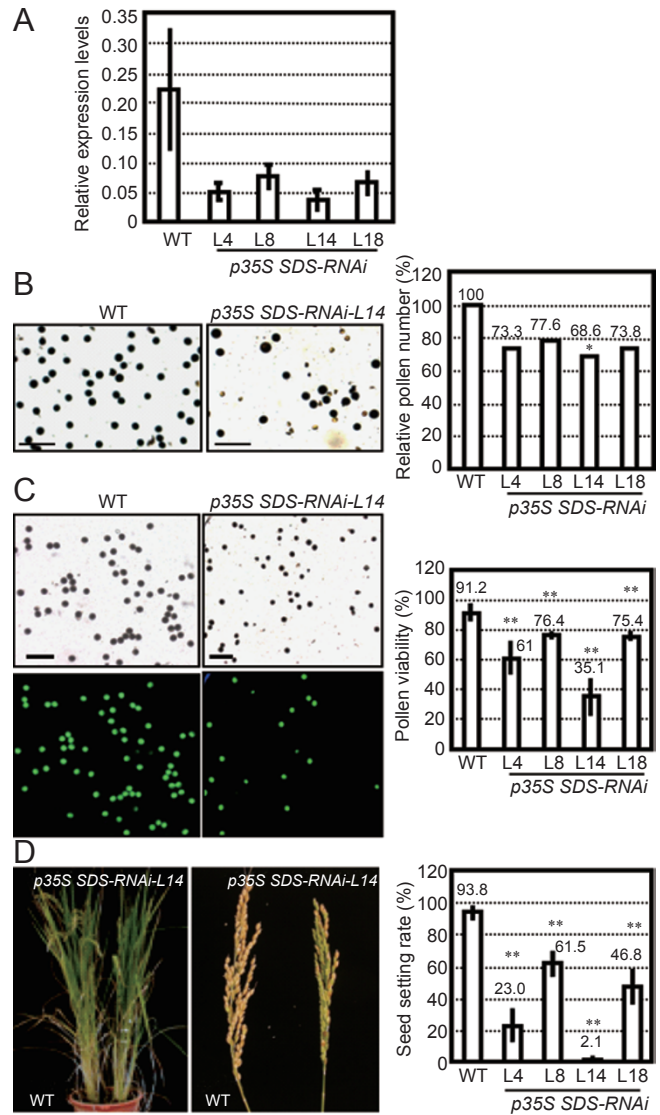 A
Relative expression levels
0.35
0.30
0.25
0.20
0.15
0.10
0.05
0
WT L4 L8 L14 L18
p35S SDS-RNAi
B
WT p35S SDS-RNAi-L14
Relative pollen number (%)
120
100
80
60
40
20
0
100
73.3 77.6 68.6 73.8
*
WT L4 L8 L14 L18
p35S SDS-RNAi
C
WT p35S SDS-RNAi-L14
Pollen viability (%)
120
100
80
60
40
20
0
91.2 ** 61 ** 76.4 ** 35.1 ** 75.4
WT L4 L8 L14 L18
p35S SDS-RNAi
D
p35S SDS-RNAi-L14 p35S SDS-RNAi-L14
WT WT
Seed setting rate (%)
120
100
80
60
40
20
0
93.8 ** 23.0 ** 61.5 ** 2.1 ** 46.8
WT L4 L8 L14 L18
p35S SDS-RNAi